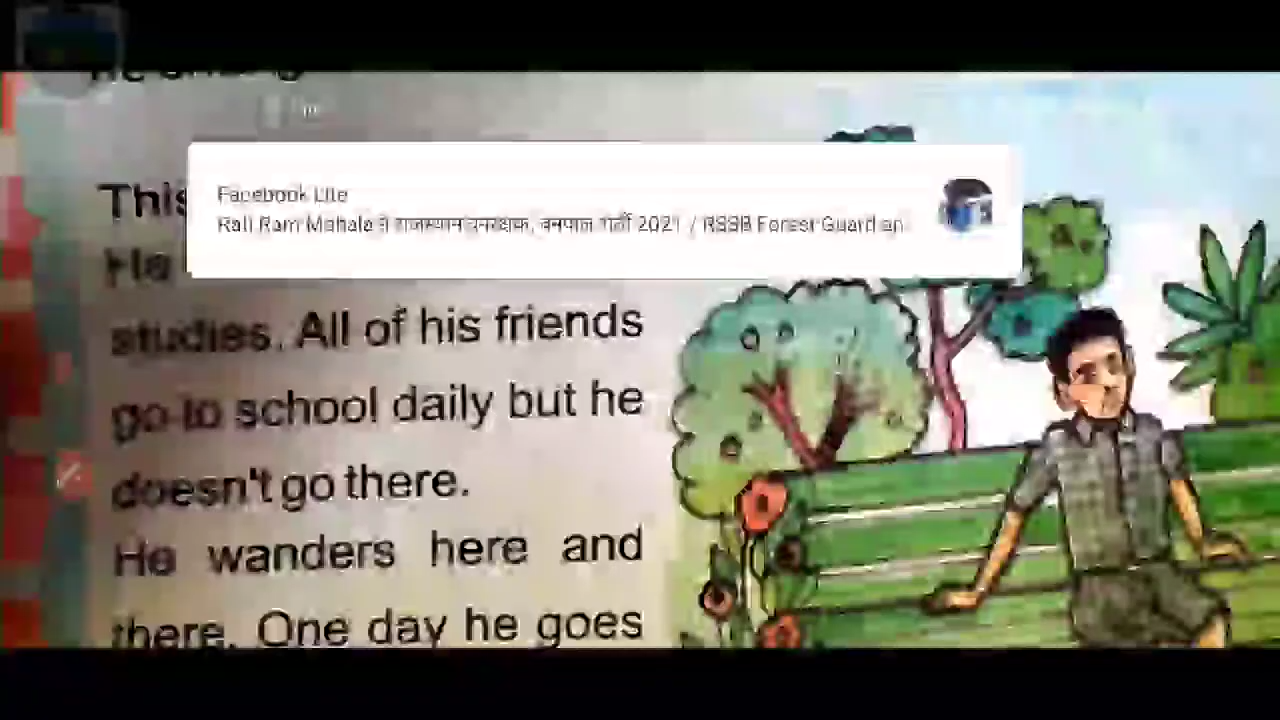 This
Facebook Lite
Rali Ram Mahala ने राजस्थान वनरक्षक, वनपाल भर्ती 2021 / RSSB Forest Guard an
He
studies. All of his friends
go to school daily but he
doesn't go there.
He wanders here and
there. One day he goes